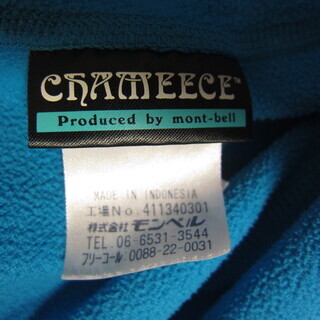 CHAMEECE™
Produced by mont-bell
MADE IN INDONESIA
工場No. 411340301
株式会社モンベル
TEL. 06-6531-3544
フリーコール 0088-22-0031